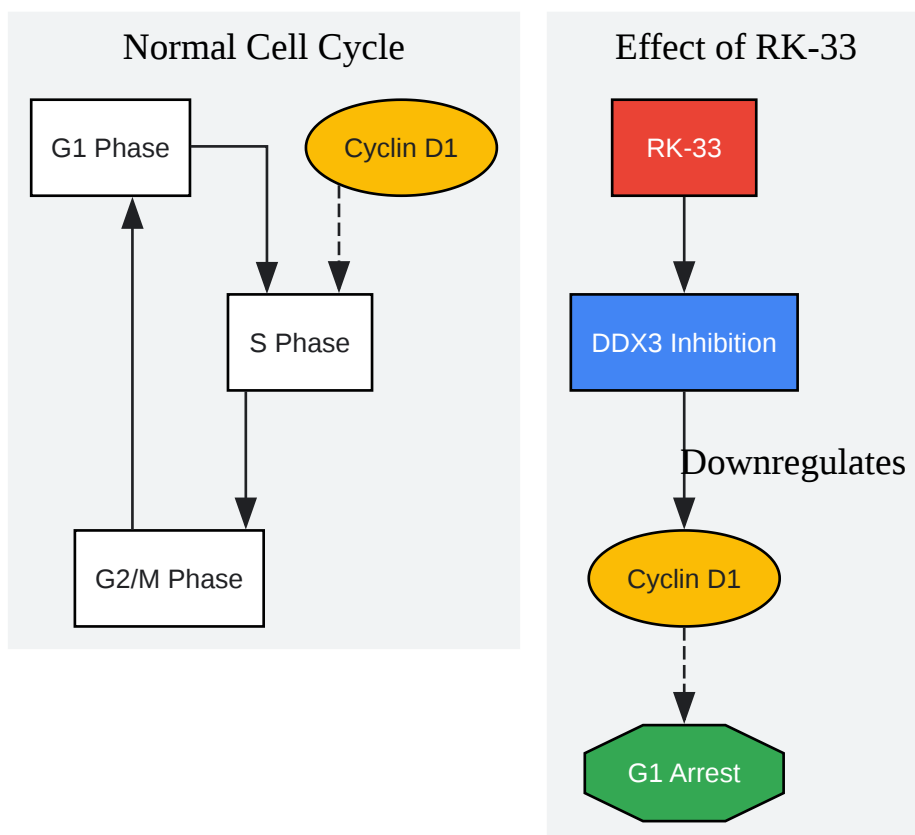 Normal Cell Cycle
G1 Phase
Cyclin D1
S Phase
G2/M Phase
Effect of RK-33
RK-33
DDX3 Inhibition
Downregulates
Cyclin D1
G1 Arrest